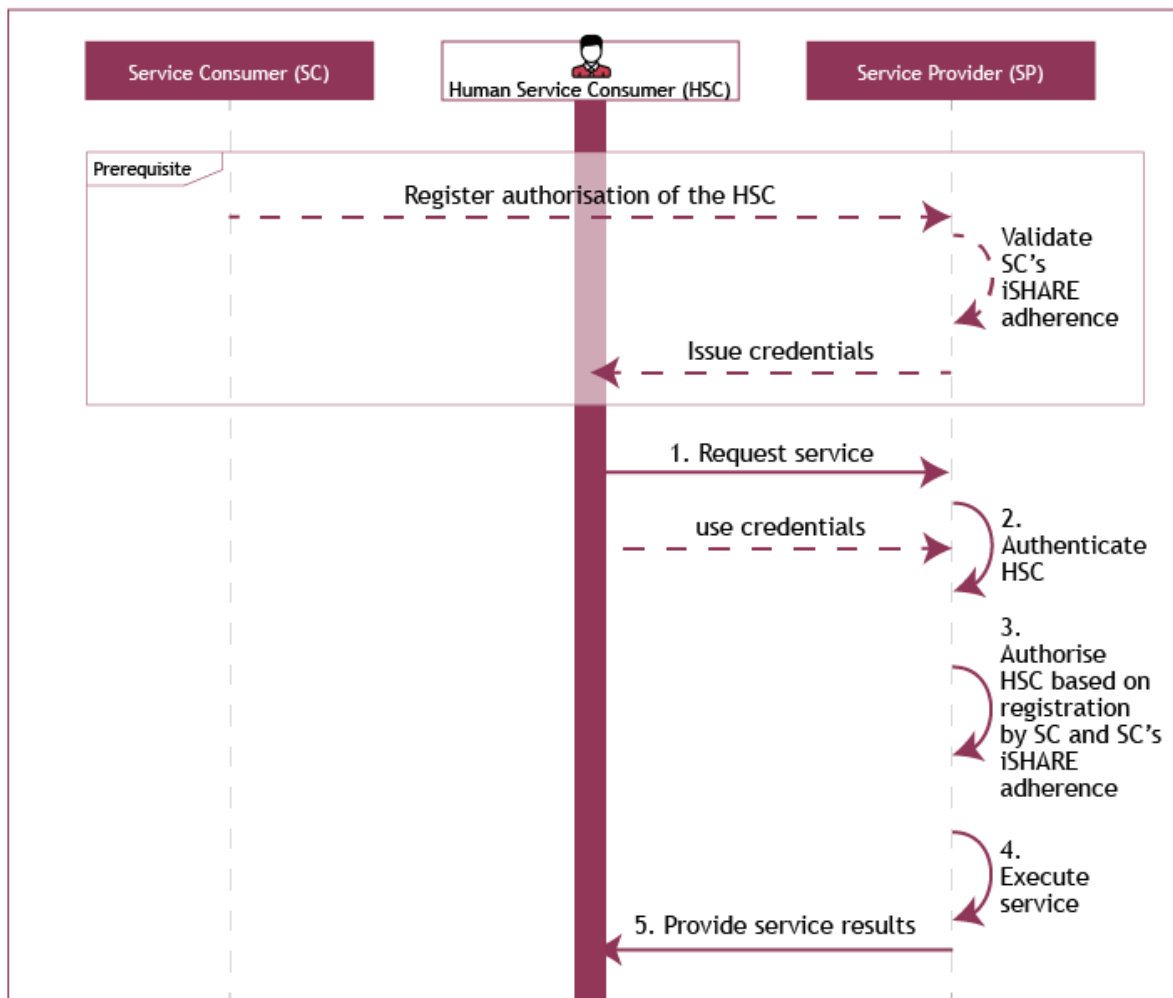 Service Consumer (SC)
Human Service Consumer (HSC)
Service Provider (SP)
Prerequisite
Register authorisation of the HSC
Validate
SC's
iSHARE
adherence
Issue credentials
1. Request service
use credentials
2.
Authenticate
HSC
3.
Authorise
HSC based on
registration
by SC and SC's
iSHARE
adherence
4.
Execute
service
5. Provide service results